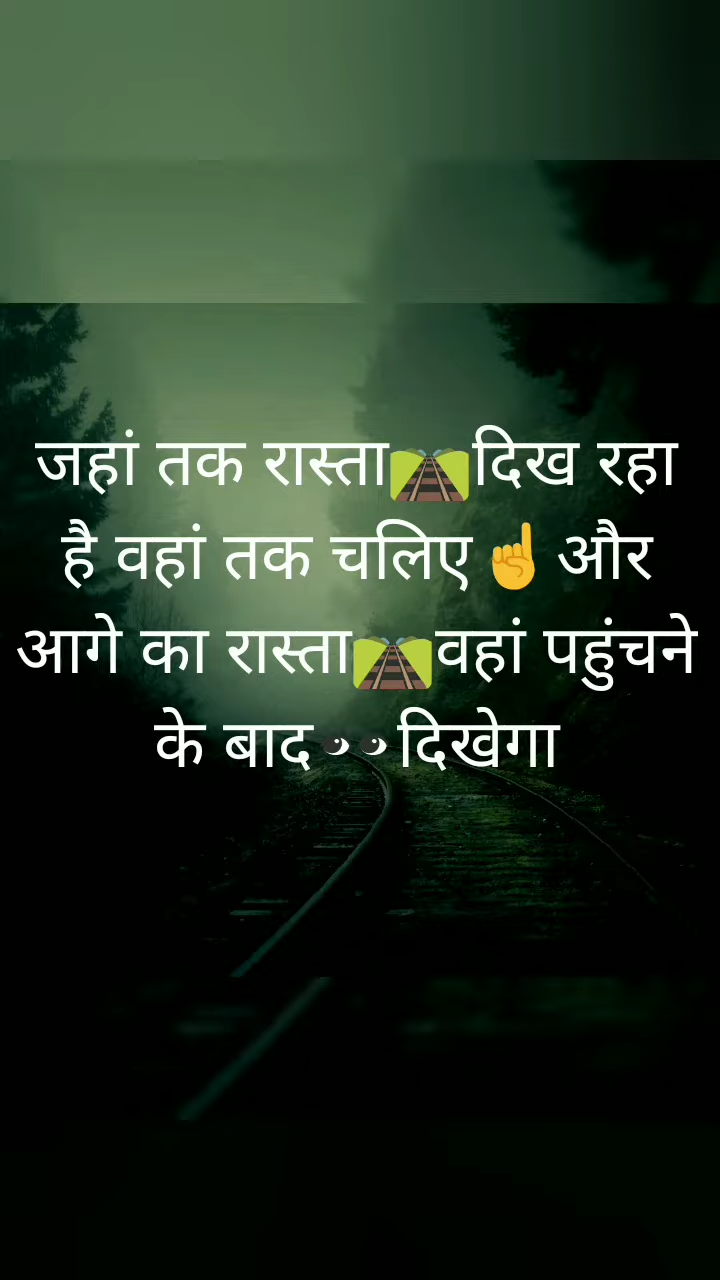 जहां तक रास्ता🛤️दिख रहा
है वहां तक चलिए☝️और
आगे का रास्ता🛤️वहां पहुंचने
के बाद👀दिखेगा